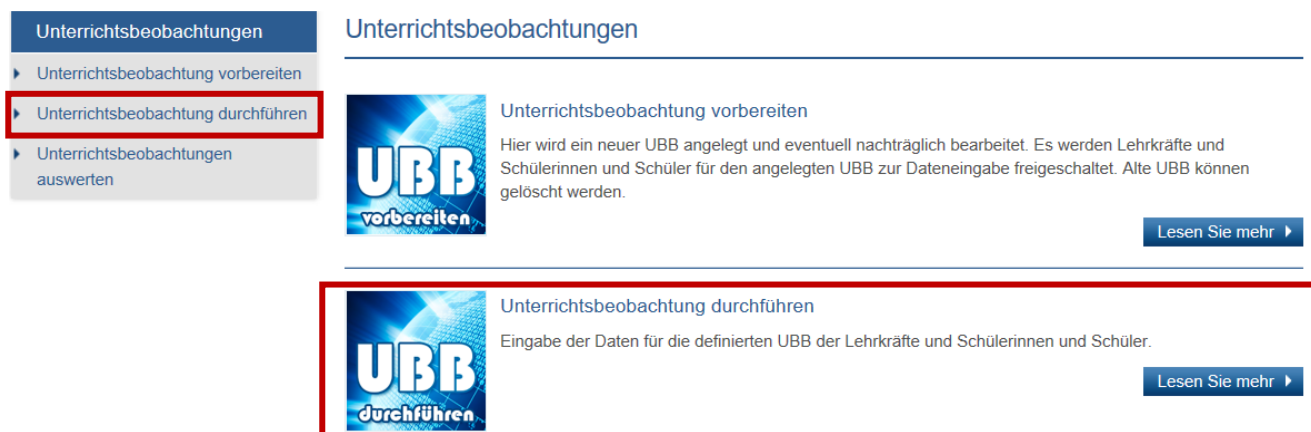 Unterrichtsbeobachtungen
Unterrichtsbeobachtung vorbereiten
Unterrichtsbeobachtung durchführen
Unterrichtsbeobachtungen
auswerten
Unterrichtsbeobachtungen
UBB
vorbereiten
Unterrichtsbeobachtung vorbereiten
Hier wird ein neuer UBB angelegt und eventuell nachträglich bearbeitet. Es werden Lehrkräfte und
Schülerinnen und Schüler für den angelegten UBB zur Dateneingabe freigeschaltet. Alte UBB können
gelöscht werden.
Lesen Sie mehr
UBB
durchführen
Unterrichtsbeobachtung durchführen
Eingabe der Daten für die definierten UBB der Lehrkräfte und Schülerinnen und Schüler.
Lesen Sie mehr